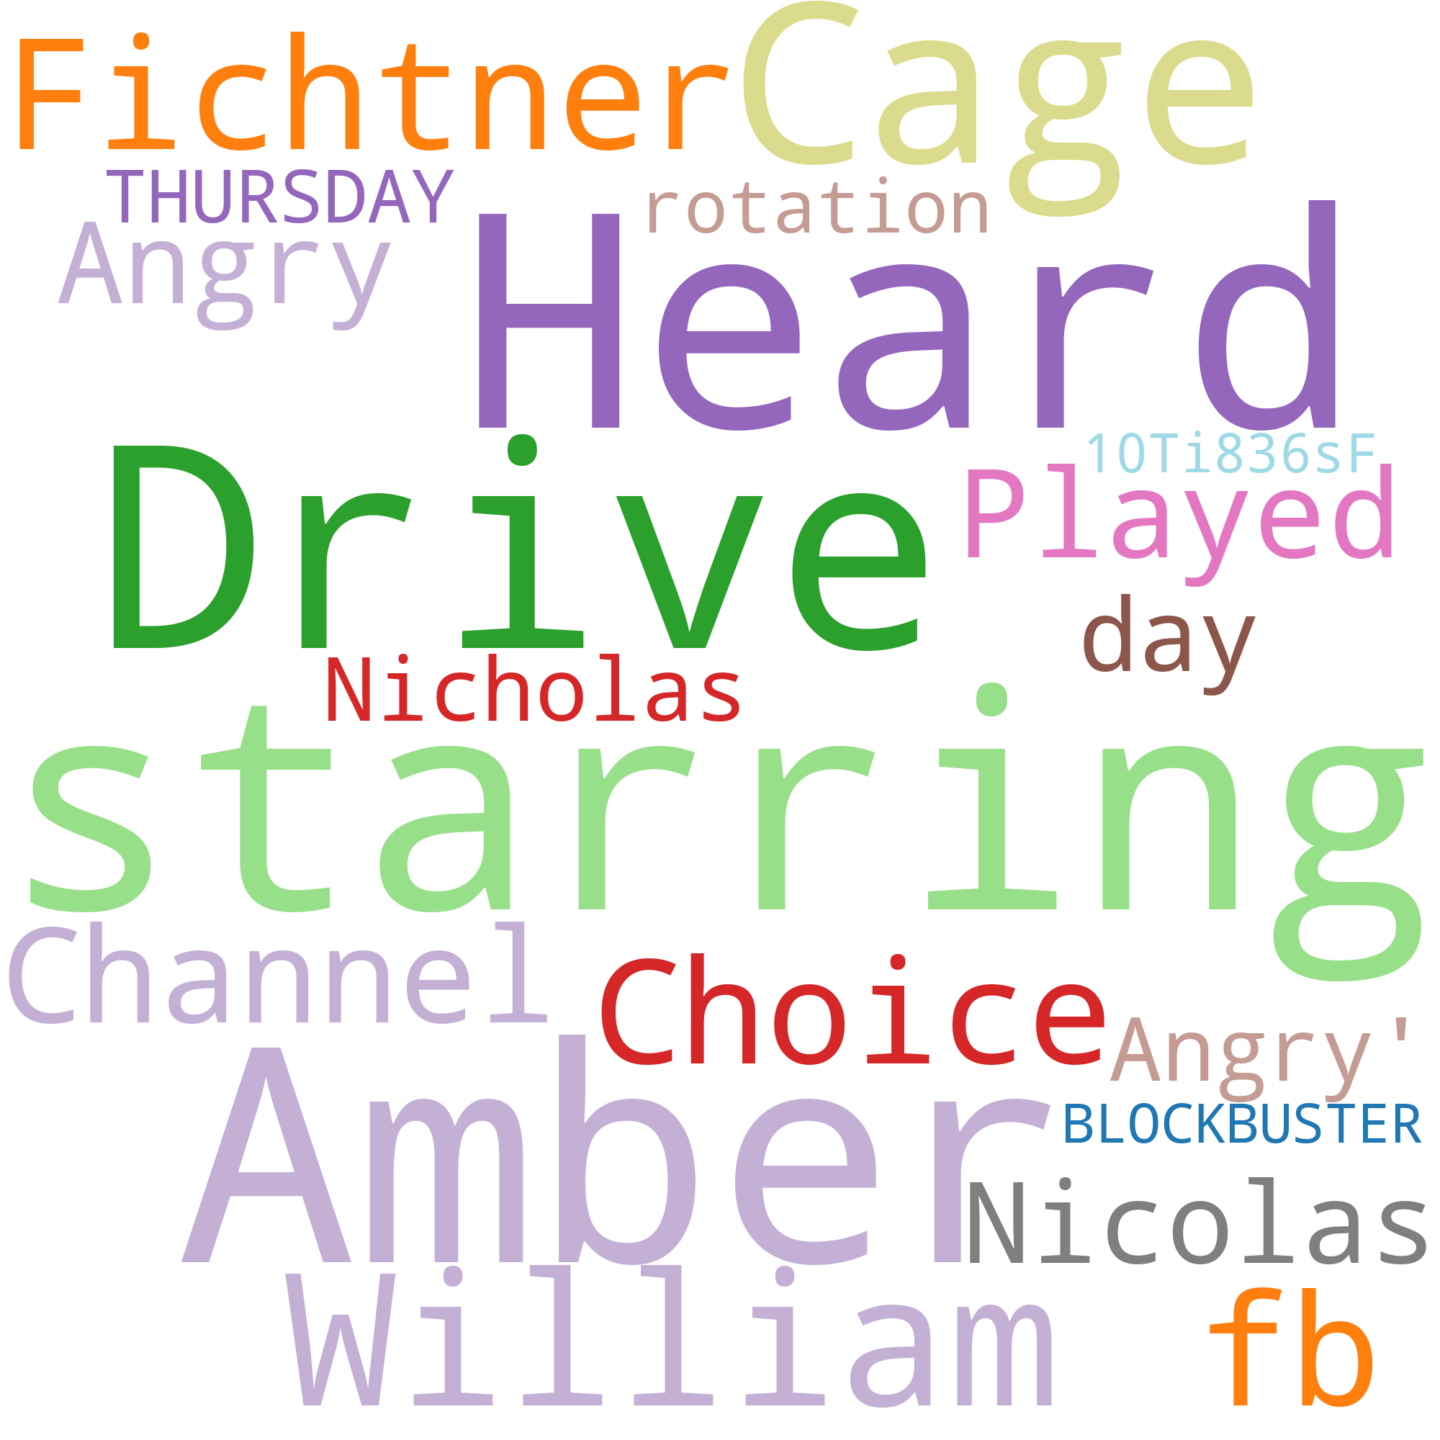 Fichtner Cage
THURSDAY rotation
Angry Heard
10Ti836sF
Drive Played
day
Nicholas
starring
Channel Choice
Angry'
Amber BLOCKBUSTER
Nicolas
William fb